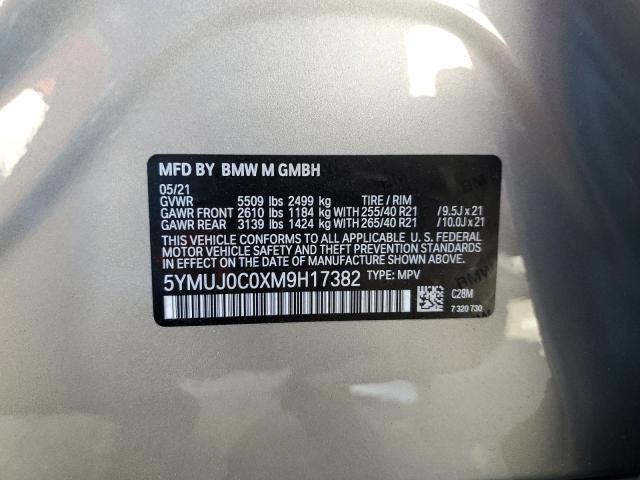 MFD BY BMW M GMBH
05/21
GVWR 5509 lbs 2499 kg TIRE / RIM
GAWR FRONT 2610 lbs 1184 kg WITH 255/40 R21 / 9.5J x 21
GAWR REAR 3139 lbs 1424 kg WITH 265/40 R21 / 10.0J x 21
THIS VEHICLE CONFORMS TO ALL APPLICABLE U. S. FEDERAL
MOTOR VEHICLE SAFETY, BUMPER, AND THEFT PREVENTION
STANDARDS IN EFFECT ON THE DATE OF MANUFACTURE
SHOWN ABOVE.
5YMUJ0C0XM9H17382 TYPE: MPV
C28M
7 320 730
BMW